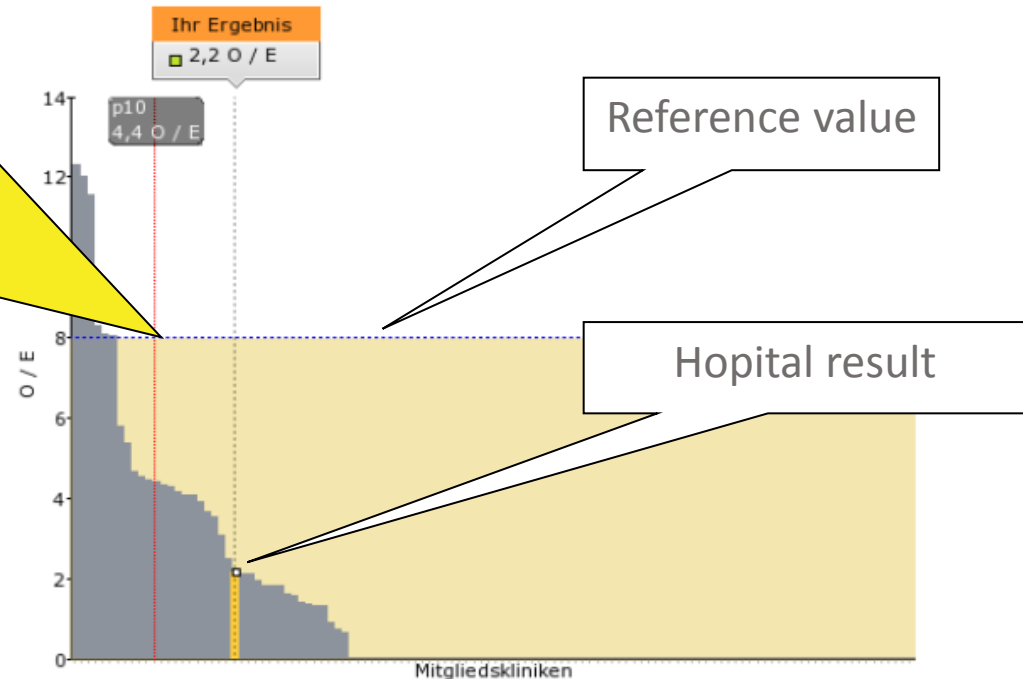 Ihr Ergebnis
2,2 O / E
p10
4,4 O / E
14
12
8
6
4
2
0
O / E
Reference value
Hopital result
Mitgliedskliniken